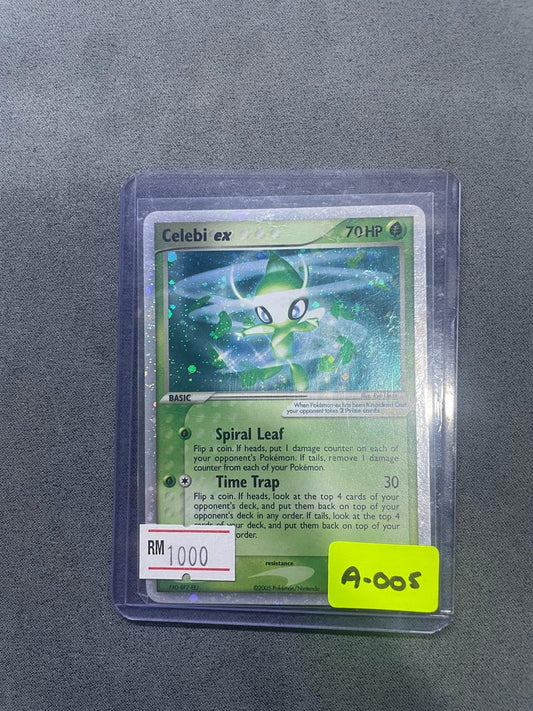 Celebi ex
70 HP
BASIC
When Pokémon-ex has been Knocked Out,
your opponent takes 2 Prize cards.
Spiral Leaf
Flip a coin. If heads, put 1 damage counter on each of
your opponent's Pokémon. If tails, remove 1 damage
counter from each of your Pokémon.
Time Trap 30
Flip a coin. If heads, look at the top 4 cards of your
opponent's deck, and put them back on top of your
opponent's deck in any order. If tails, look at the top 4
cards of your deck, and put them back on top of your
order.
resistance
©2005 Pokémon/Nintendo
RM 1000
A-005